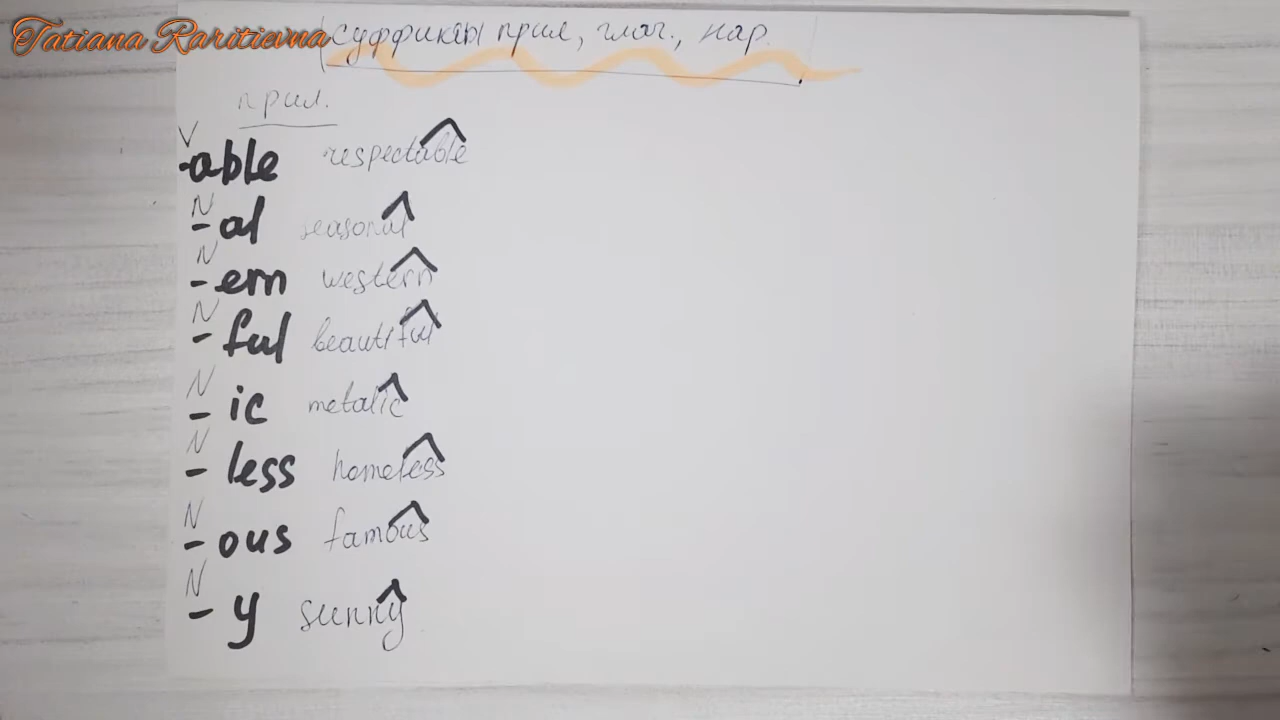 Tatiana Raritievna
суффиксы прил, глаг., нар.
прил.
V
-able respectable
N
-al seasonal
N
-ern western
N
-ful beautiful
N
-ic metalic
N
-less homeless
N
-ous famous
N
-y sunny